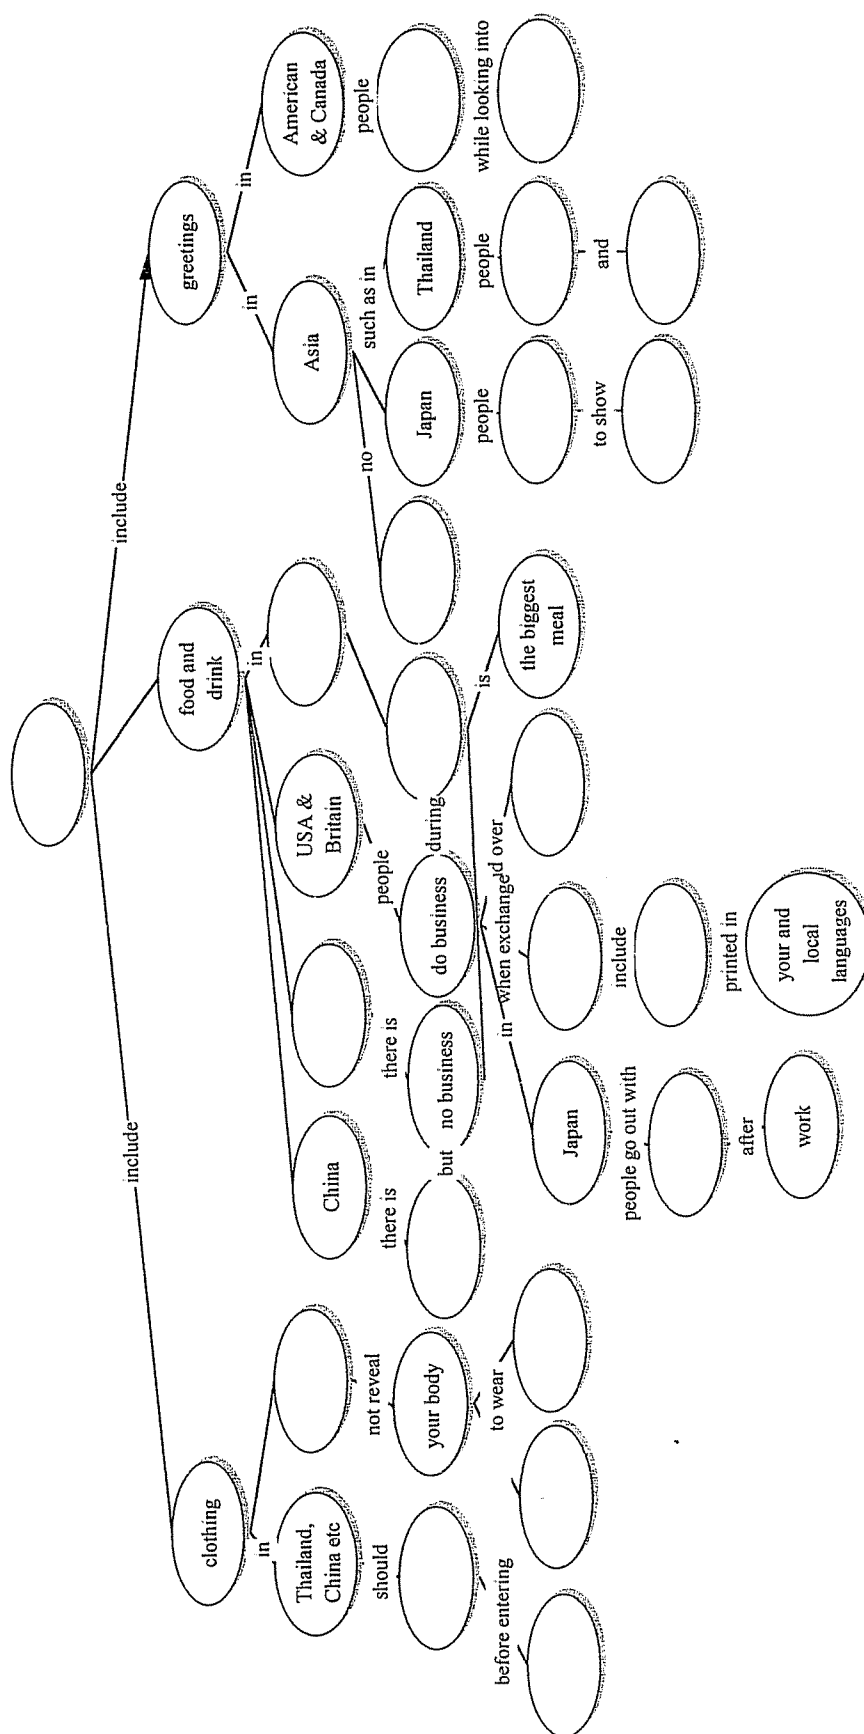 include
include
clothing
food and
drink
greetings
in
in
in
in
Thailand,
China etc
China
USA &
Britain
Asia
American
& Canada
should
not reveal
there is
there is
people
no
such as in
people
your body
but
no business
do business
during
Japan
Thailand
before entering
to wear
in
when exchange
d over
is
people
people
while looking into
Japan
include
the biggest
meal
to show
and
people go out with
printed in
after
work
your and
local
languages